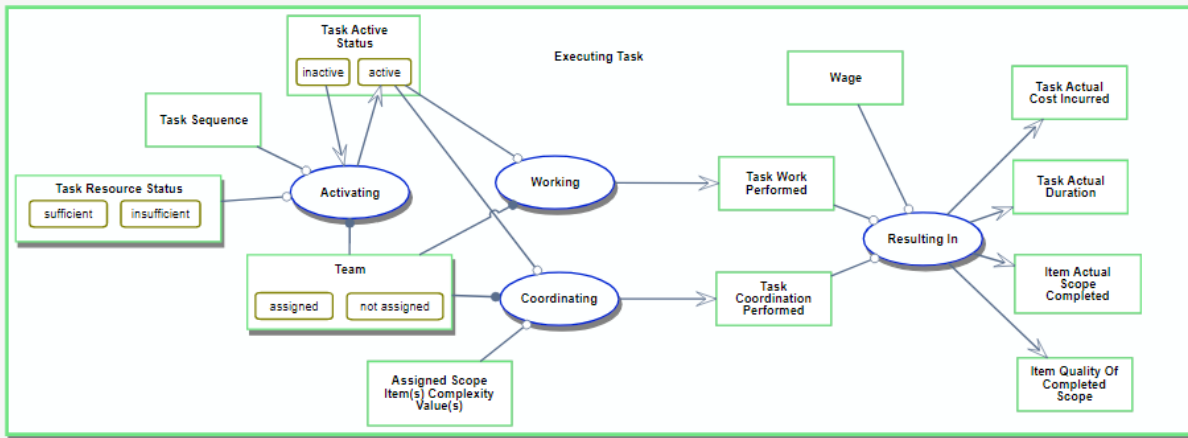 Task Active
Status
inactive
active
Executing Task
Wage
Task Actual
Cost Incurred
Task Sequence
Task Resource Status
sufficient
insufficient
Activating
Working
Task Work
Performed
Task Actual
Duration
Resulting In
Team
assigned
not assigned
Coordinating
Task
Coordination
Performed
Item Actual
Scope
Completed
Assigned Scope
Item(s) Complexity
Value(s)
Item Quality Of
Completed
Scope